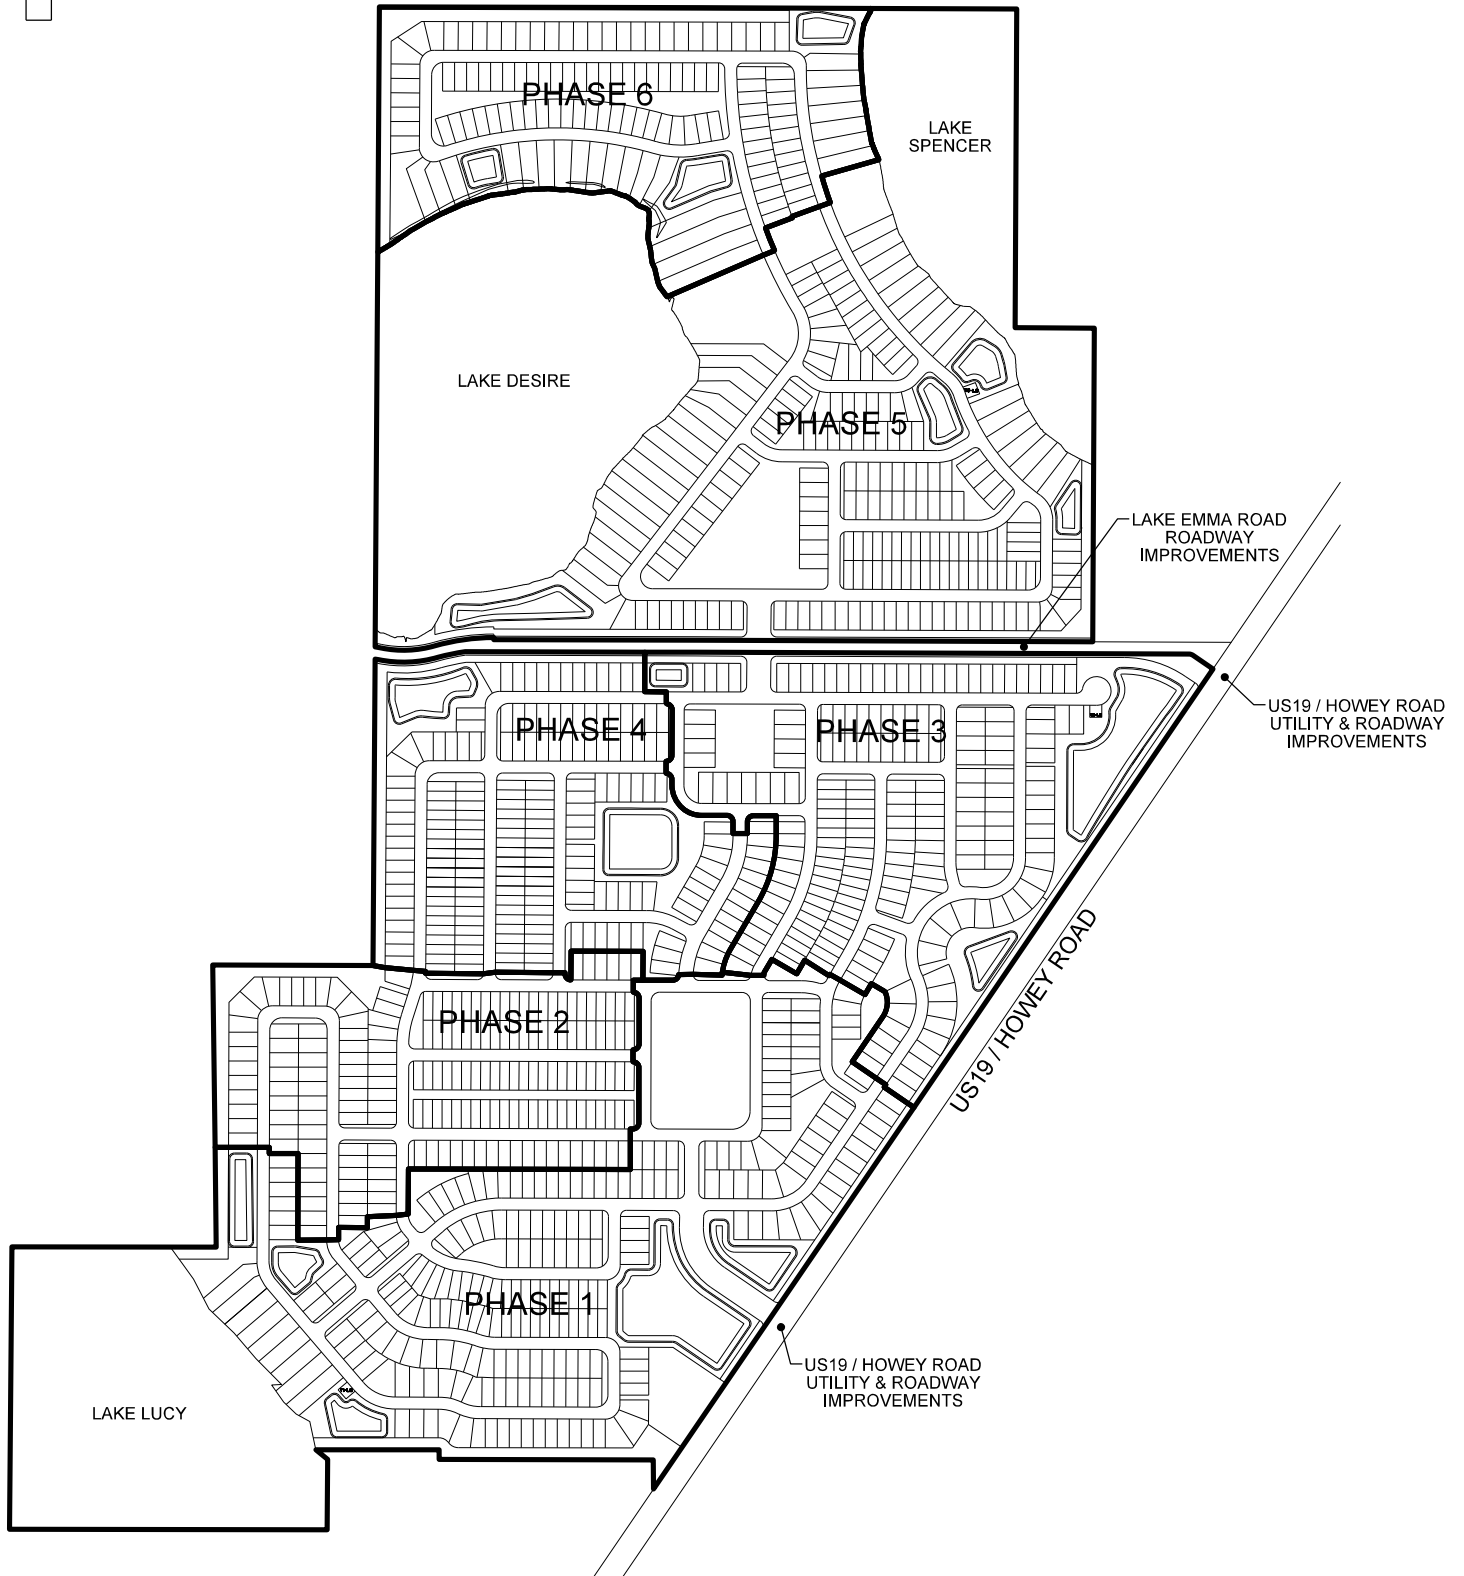 PHASE 6
LAKE
SPENCER
LAKE DESIRE
PHASE 5
LAKE EMMA ROAD
ROADWAY
IMPROVEMENTS
US19 / HOWEY ROAD
UTILITY & ROADWAY
IMPROVEMENTS
PHASE 4
PHASE 3
US19 / HOWEY ROAD
PHASE 2
PHASE 1
US19 / HOWEY ROAD
UTILITY & ROADWAY
IMPROVEMENTS
LAKE LUCY